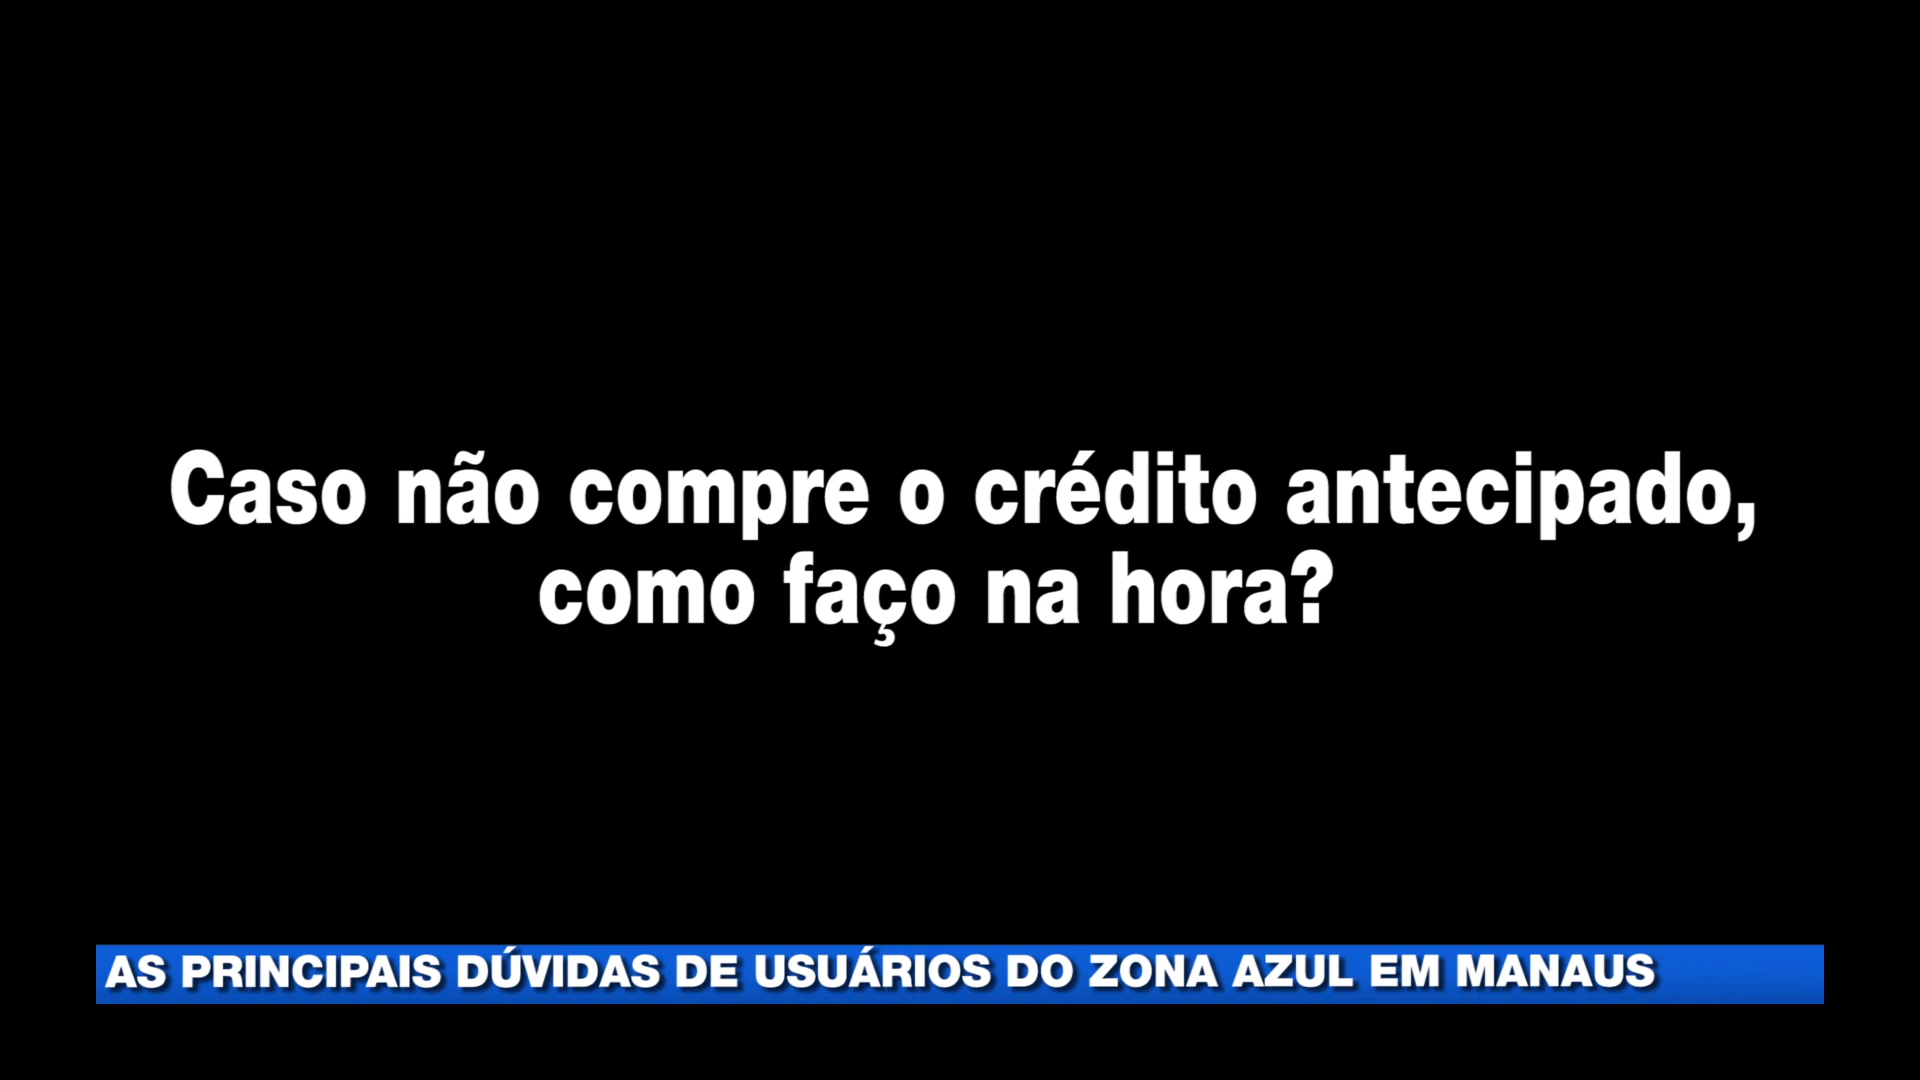 Caso não compre o crédito antecipado,
como faço na hora?
AS PRINCIPAIS DÚVIDAS DE USUÁRIOS DO ZONA AZUL EM MANAUS